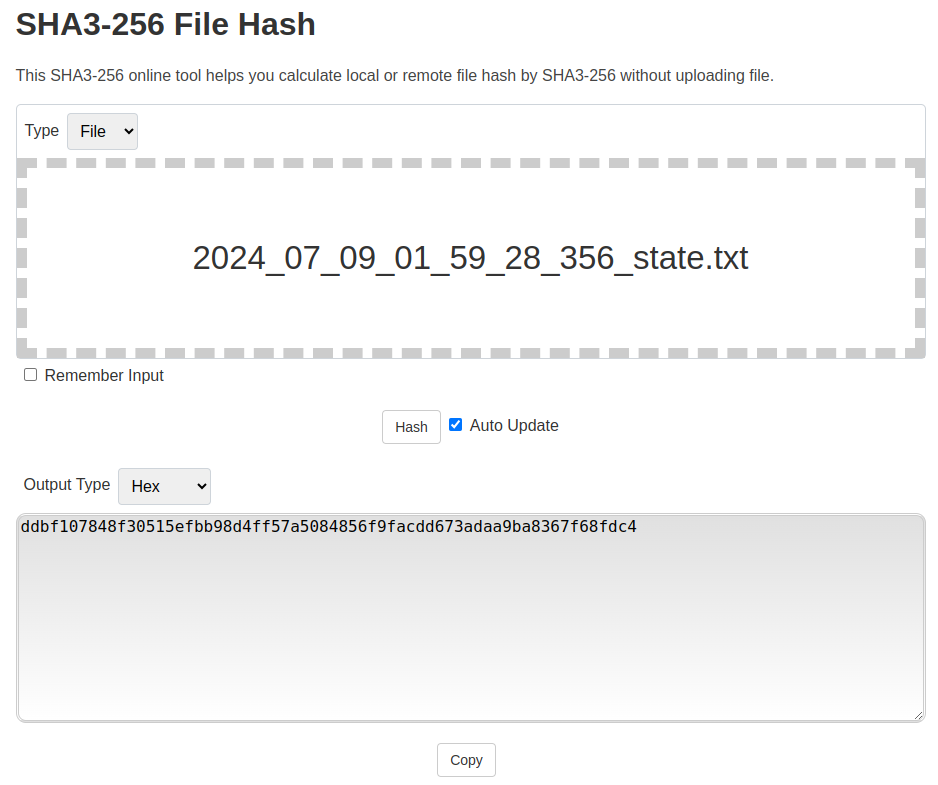 SHA3-256 File Hash
This SHA3-256 online tool helps you calculate local or remote file hash by SHA3-256 without uploading file.
Type File
2024_07_09_01_59_28_356_state.txt
Remember Input
Hash Auto Update
Output Type Hex
ddbf107848f30515efbb98d4ff57a5084856f9facdd673adaa9ba8367f68fdc4
Copy